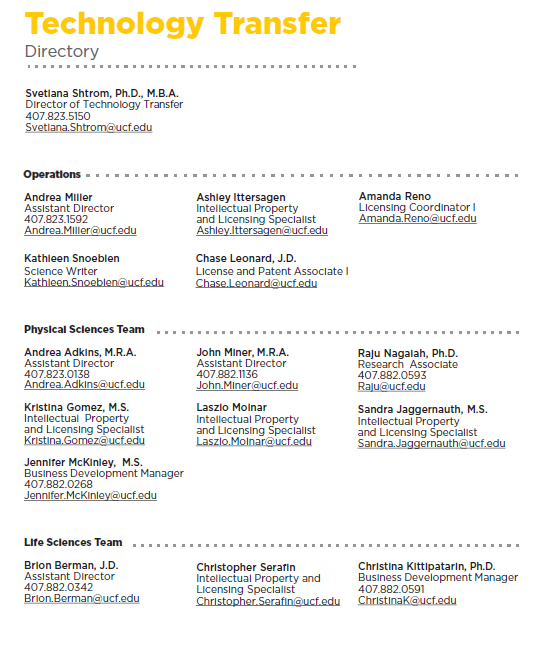 Technology Transfer
Directory
Svetlana Shtrom, Ph.D., M.B.A.
Director of Technology Transfer
407.823.5150
Svetlana.Shtrom@ucf.edu
Operations
Andrea Miller
Assistant Director
407.823.1592
Andrea.Miller@ucf.edu
Ashley Ittersagen
Intellectual Property
and Licensing Specialist
Ashley.Ittersagen@ucf.edu
Amanda Reno
Licensing Coordinator I
Amanda.Reno@ucf.edu
Kathleen Snoeblen
Science Writer
Kathleen.Snoeblen@ucf.edu
Chase Leonard, J.D.
License and Patent Associate I
Chase.Leonard@ucf.edu
Physical Sciences Team
Andrea Adkins, M.R.A.
Assistant Director
407.823.0138
Andrea.Adkins@ucf.edu
John Miner, M.R.A.
Assistant Director
407.882.1136
John.Miner@ucf.edu
Raju Nagaiah, Ph.D.
Research Associate
407.882.0593
Raju@ucf.edu
Kristina Gomez, M.S.
Intellectual Property
and Licensing Specialist
Kristina.Gomez@ucf.edu
Laszlo Molnar
Intellectual Property
and Licensing Specialist
Laszlo.Molnar@ucf.edu
Sandra Jaggernauth, M.S.
Intellectual Property
and Licensing Specialist
Sandra.Jaggernauth@ucf.edu
Jennifer McKinley, M.S.
Business Development Manager
407.882.0268
Jennifer.McKinley@ucf.edu
Life Sciences Team
Brion Berman, J.D.
Assistant Director
407.882.0342
Brion.Berman@ucf.edu
Christopher Serafin
Intellectual Property and
Licensing Specialist
Christopher.Serafin@ucf.edu
Christina Kittipatarin, Ph.D.
Business Development Manager
407.882.0591
ChristinaK@ucf.edu